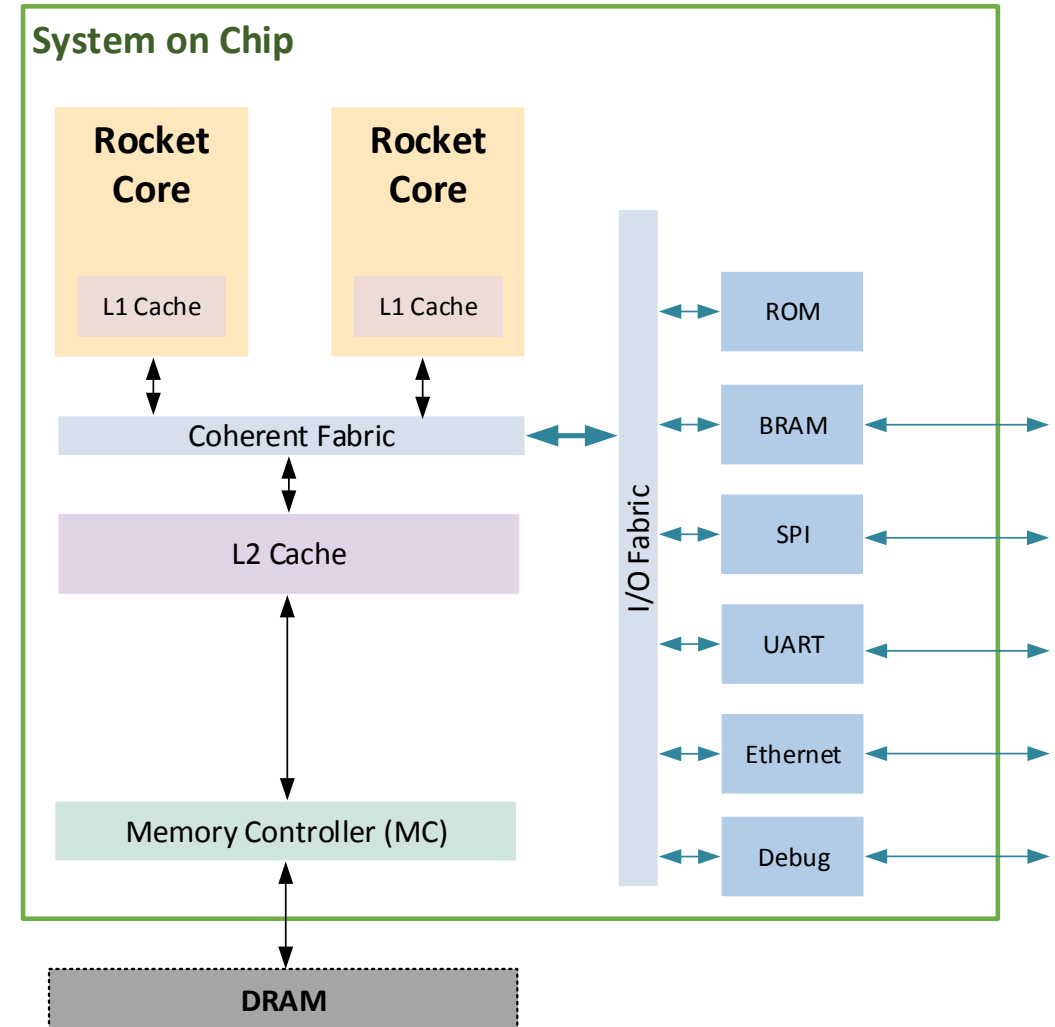 System on Chip
Rocket
Core
L1 Cache
Rocket
Core
L1 Cache
Coherent Fabric
L2 Cache
Memory Controller (MC)
DRAM
I/O Fabric
ROM
BRAM
SPI
UART
Ethernet
Debug